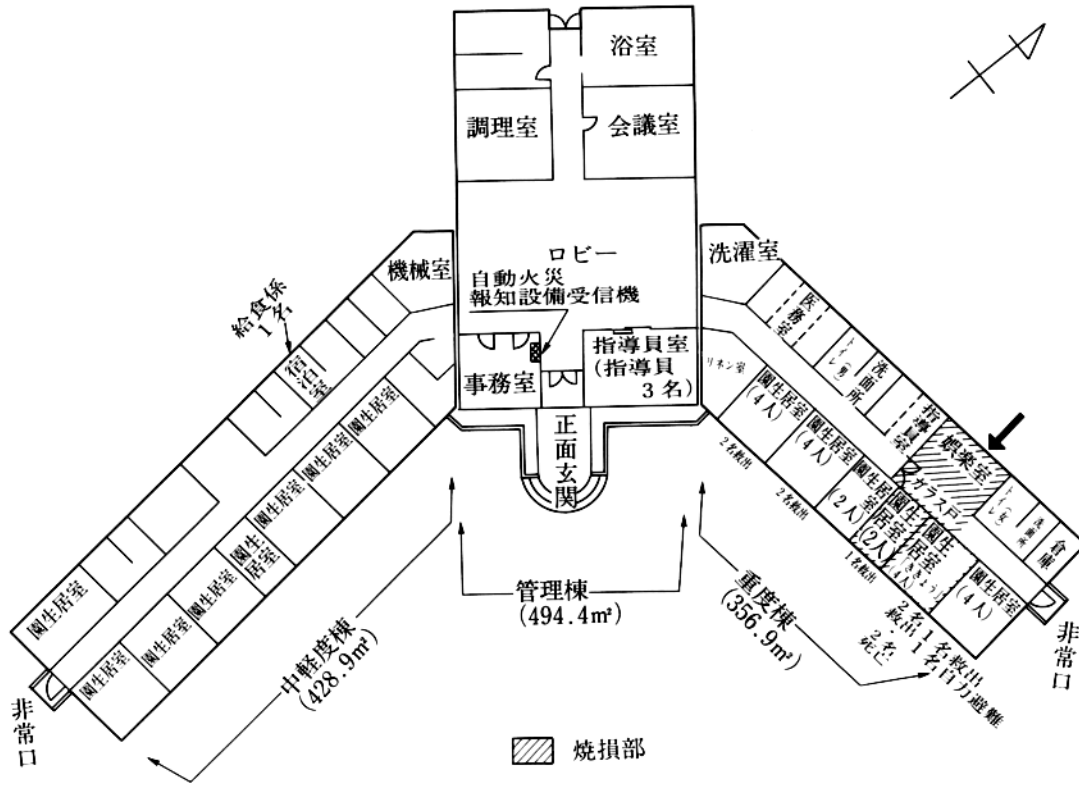 浴室
調理室
会議室
ロビー
自動火災
報知設備受信機
機械室
洗濯室
給食係
1名
宿泊室
事務室
指導員室
(指導員
3名)
正面玄関
医務室
トイレ(男)
洗面所
指導員室
娯楽室
ガラス戸
トイレ(女)
洗面所
倉庫
リネン室
園生居室
(4人)
園生居室
(4人)
園生居室
(2人)
園生居室
(2人)
園生居室
4人)
園生居室
(4人)
2名救出
2名救出
1名救出
2名救出・2名死亡
1名救出
1名自力避難
園生居室
園生居室
園生居室
園生居室
園生居室
園生居室
園生居室
園生居室
非常口
非常口
中軽度棟
(428.9m²)
管理棟
(494.4m²)
重度棟
(356.9m²)
焼損部